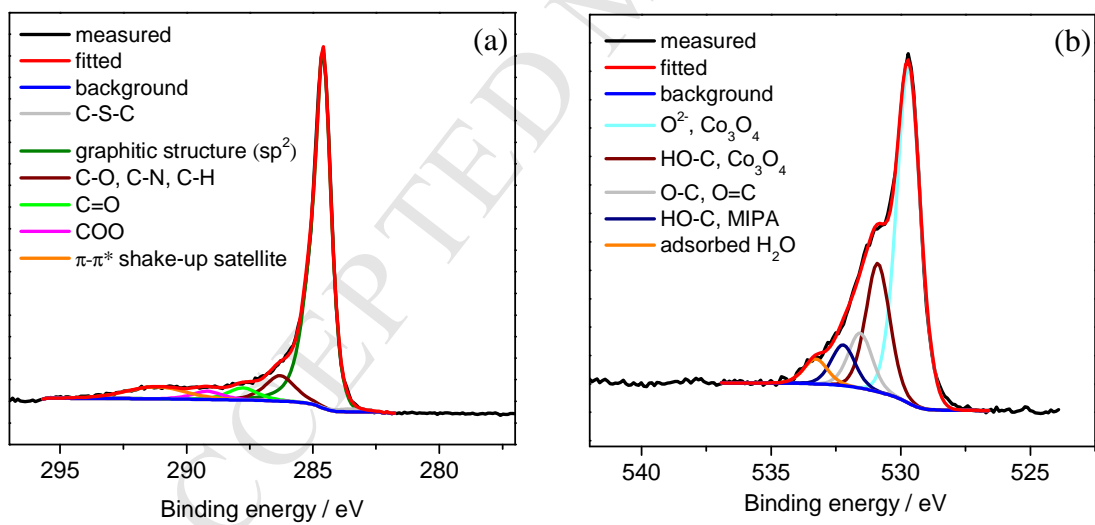 (a)
measured
fitted
background
C-S-C
graphitic structure (sp²)
C-O, C-N, C-H
C=O
COO
π-π* shake-up satellite
295 290 285 280
Binding energy / eV
(b)
measured
fitted
background
O²⁻, Co₃O₄
HO-C, Co₃O₄
O-C, O=C
HO-C, MIPA
adsorbed H₂O
540 535 530 525
Binding energy / eV
CCEPTED M